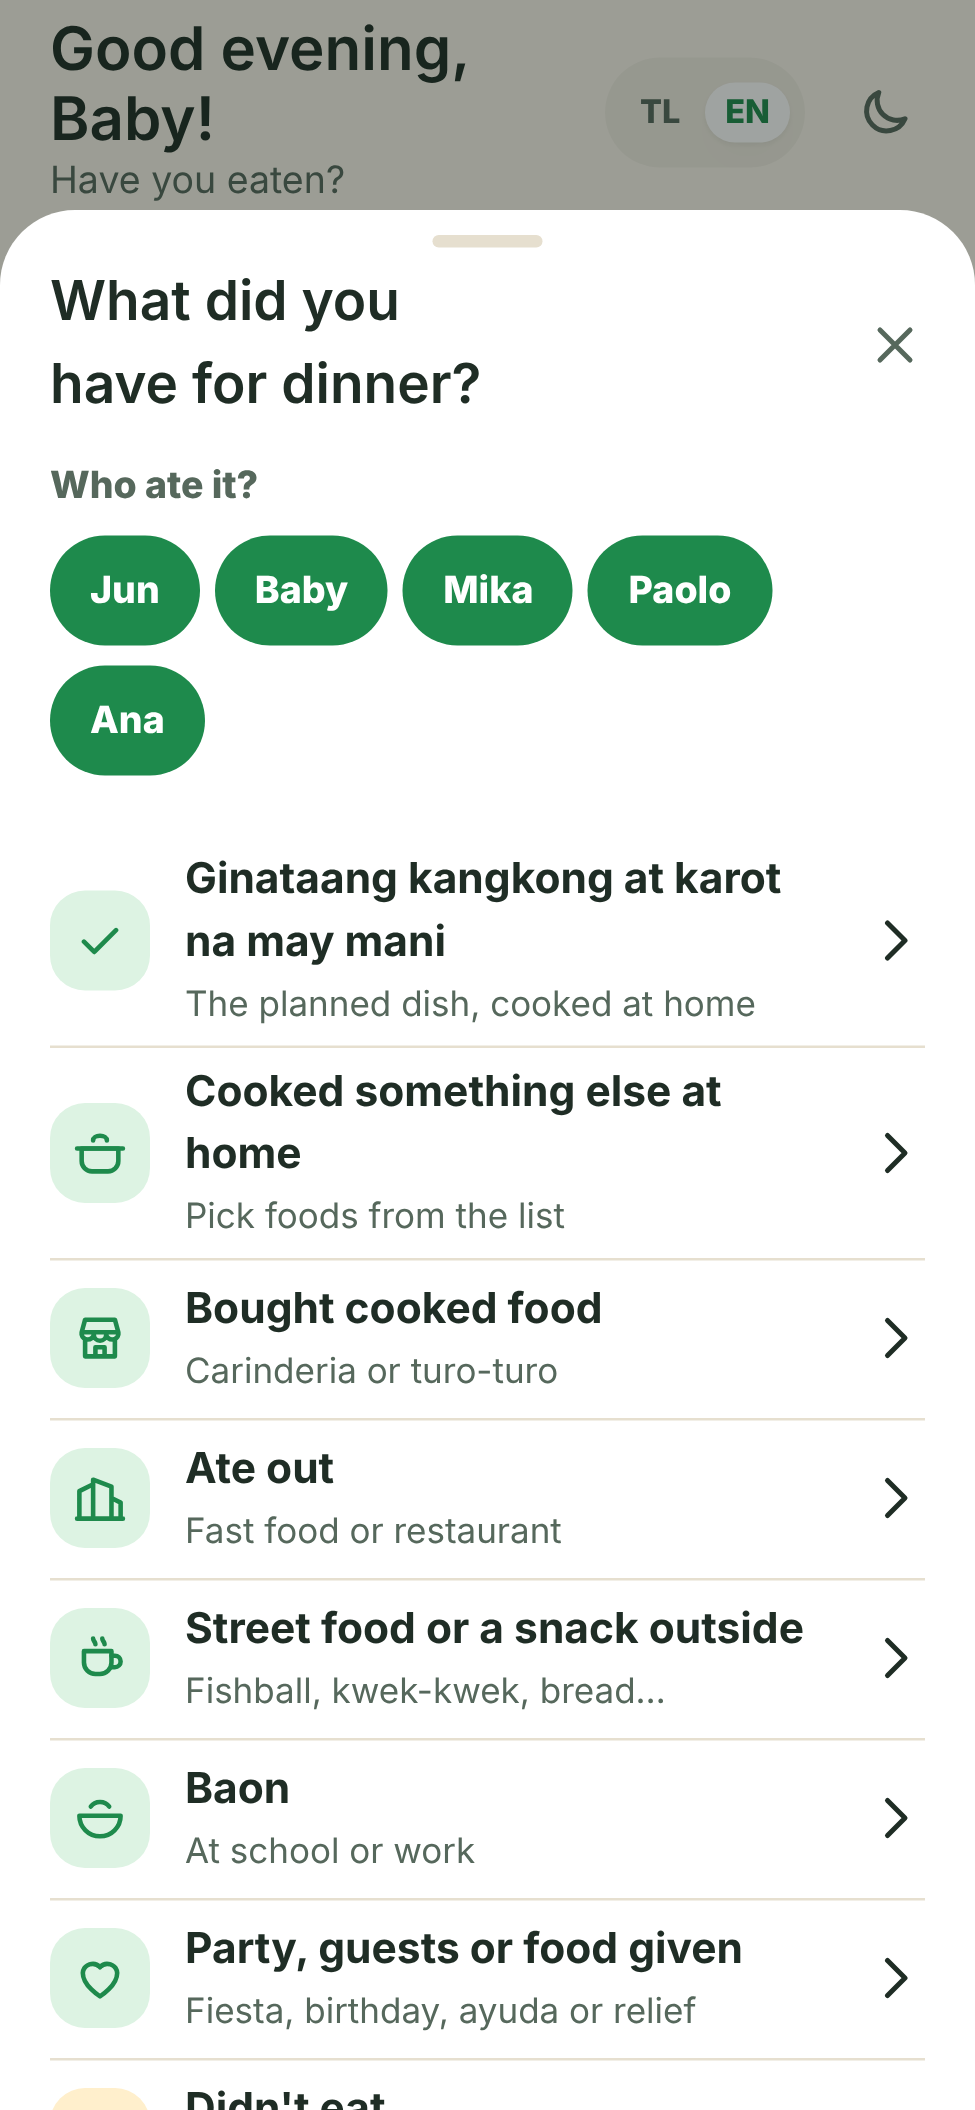 Good evening,
Baby!
Have you eaten?
TL EN
What did you
have for dinner?
Who ate it?
Jun Baby Mika Paolo
Ana
Ginataang kangkong at karot
na may mani
The planned dish, cooked at home
Cooked something else at
home
Pick foods from the list
Bought cooked food
Carinderia or turo-turo
Ate out
Fast food or restaurant
Street food or a snack outside
Fishball, kwek-kwek, bread...
Baon
At school or work
Party, guests or food given
Fiesta, birthday, ayuda or relief
Didn't eat